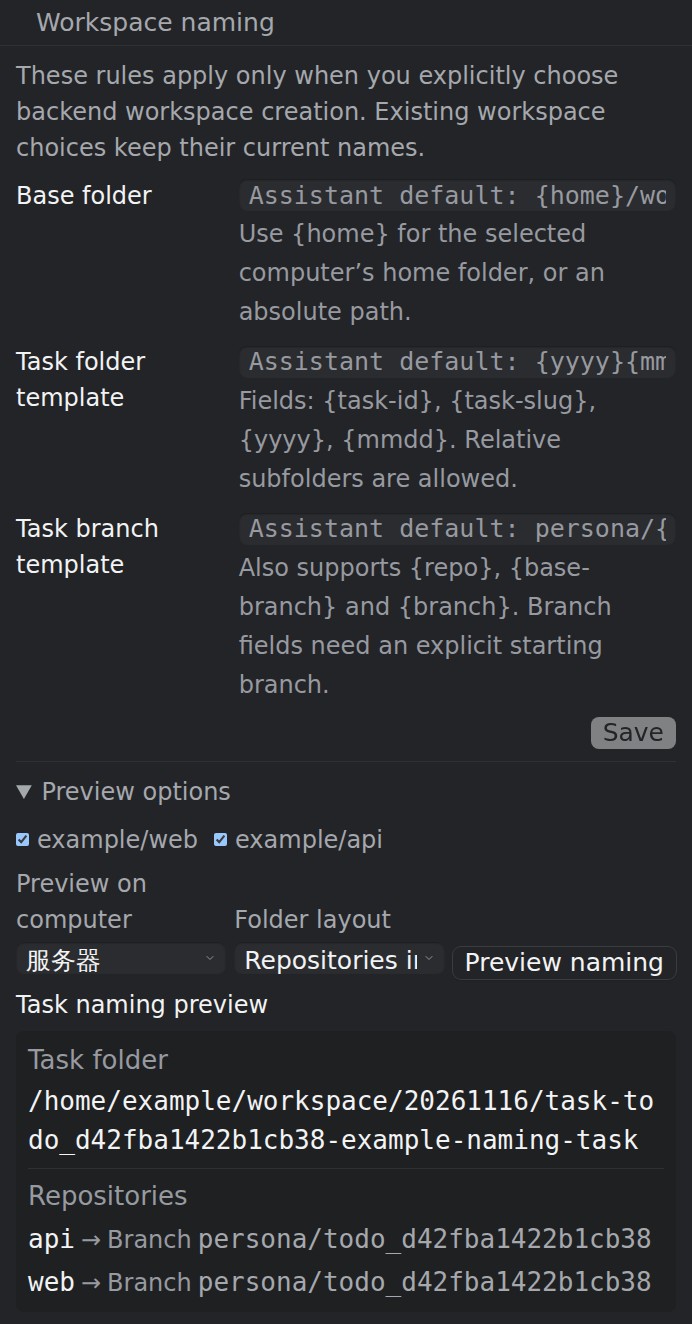 Workspace naming
These rules apply only when you explicitly choose
backend workspace creation. Existing workspace
choices keep their current names.
Base folder
Assistant default: {home}/wo
Use {home} for the selected
computer’s home folder, or an
absolute path.
Task folder
template
Assistant default: {yyyy}{mm
Fields: {task-id}, {task-slug},
{yyyy}, {mmdd}. Relative
subfolders are allowed.
Task branch
template
Assistant default: persona/{
Also supports {repo}, {base-
branch} and {branch}. Branch
fields need an explicit starting
branch.
Save
▼ Preview options
example/web example/api
Preview on
computer
Folder layout
服务器
Repositories in
Preview naming
Task naming preview
Task folder
/home/example/workspace/20261116/task-to
do_d42fba1422b1cb38-example-naming-task
Repositories
api → Branch persona/todo_d42fba1422b1cb38
web → Branch persona/todo_d42fba1422b1cb38